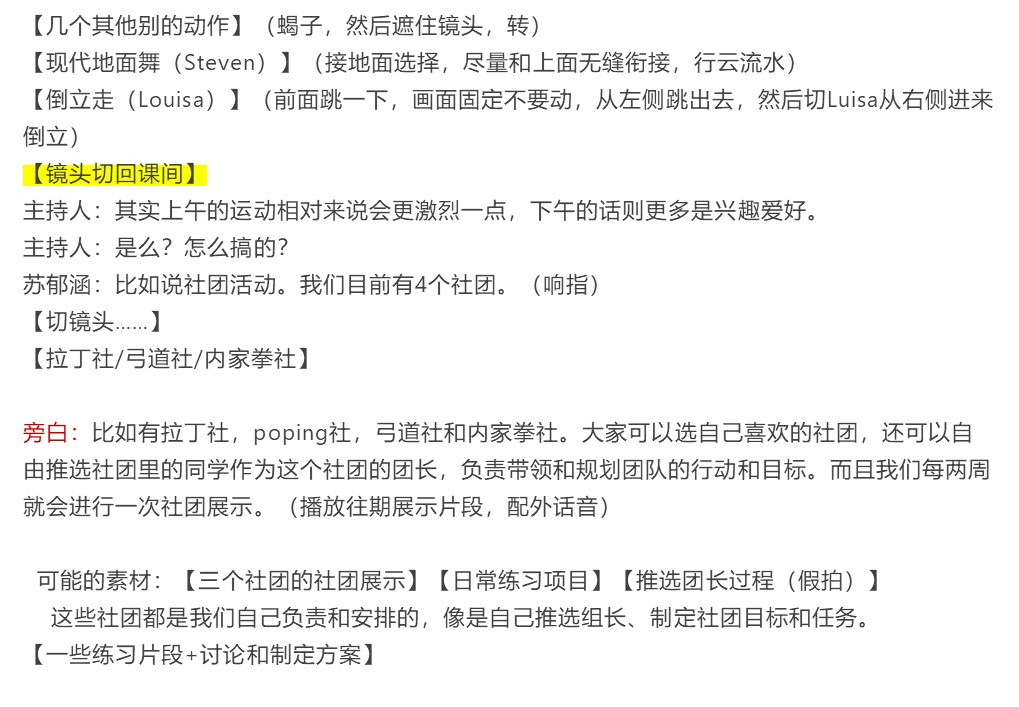 【几个其他别的动作】（蝎子，然后遮住镜头，转）
【现代地面舞（Steven）】（接地面选择，尽量和上面无缝衔接，行云流水）
【倒立走（Louisa）】（前面跳一下，画面固定不要动，从左侧跳出去，然后切Luisa从右侧进来
倒立）
【镜头切回课间】
主持人：其实上午的运动相对来说会更激烈一点，下午的话则更多是兴趣爱好。
主持人：是么？怎么搞的？
苏郁涵：比如说社团活动。我们目前有4个社团。（响指）
【切镜头......】
【拉丁社/弓道社/内家拳社】
旁白：比如有拉丁社，poping社，弓道社和内家拳社。大家可以选自己喜欢的社团，还可以自
由推选社团里的同学作为这个社团的团长，负责带领和规划团队的行动和目标。而且我们每两周
就会进行一次社团展示。（播放往期展示片段，配外话音）
可能的素材：【三个社团的社团展示】【日常练习项目】【推选团长过程（假拍）】
这些社团都是我们自己负责和安排的，像是自己推选组长、制定社团目标和任务。
【一些练习片段+讨论和制定方案】